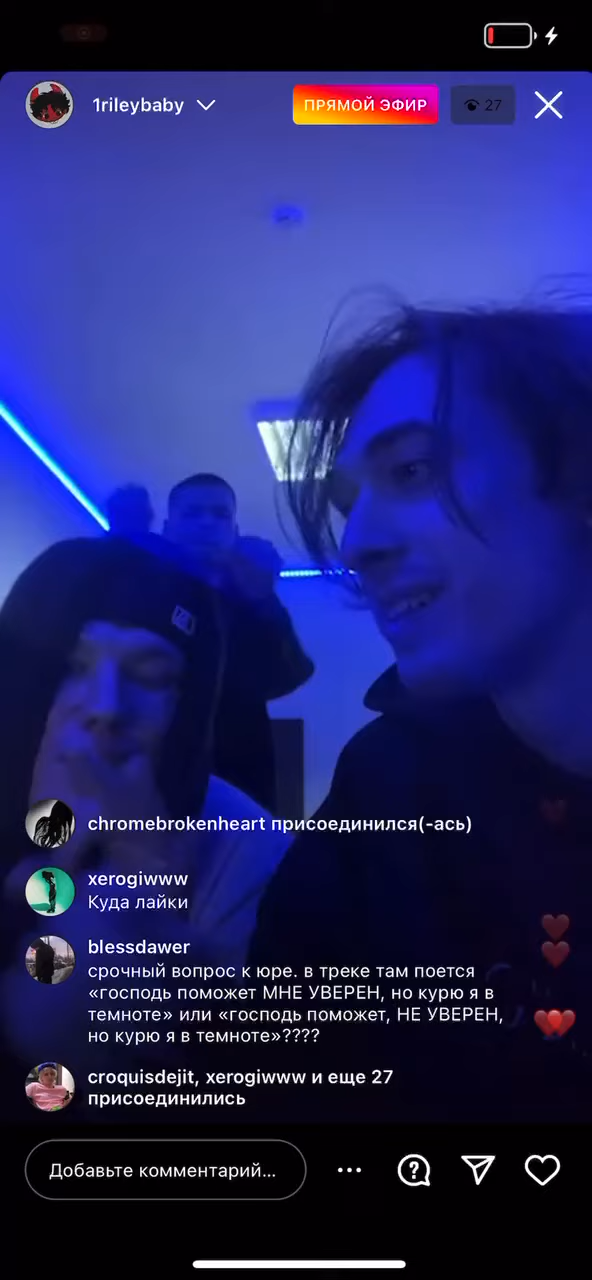 1rileybaby
ПРЯМОЙ ЭФИР
27
chromebrokenheart присоединился(-ась)
xerogiwww
Куда лайки
blessdawer
срочный вопрос к юре. в треке там поется
«господь поможет МНЕ УВЕРЕН, но курю я в
темноте» или «господь поможет, НЕ УВЕРЕН,
но курю я в темноте»????
croquisdejit, xerogiwww и еще 27
присоединились
Добавьте комментарий...